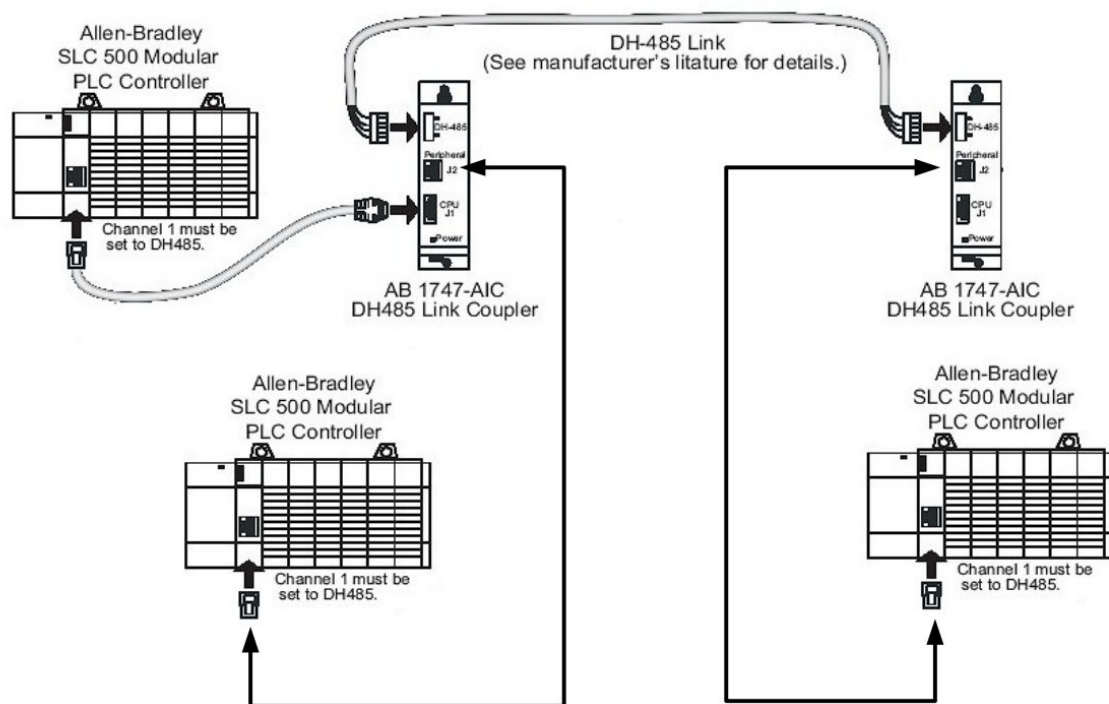 Allen-Bradley
SLC 500 Modular
PLC Controller
DH-485 Link
(See manufacturer's litature for details.)
DH-485
Peripheral
J2
CPU
J1
Power
DH-485
Peripheral
J2
CPU
J1
Power
Channel 1 must be
set to DH485.
AB 1747-AIC
DH485 Link Coupler
AB 1747-AIC
DH485 Link Coupler
Allen-Bradley
SLC 500 Modular
PLC Controller
Channel 1 must be
set to DH485.
Allen-Bradley
SLC 500 Modular
PLC Controller
Channel 1 must be
set to DH485.